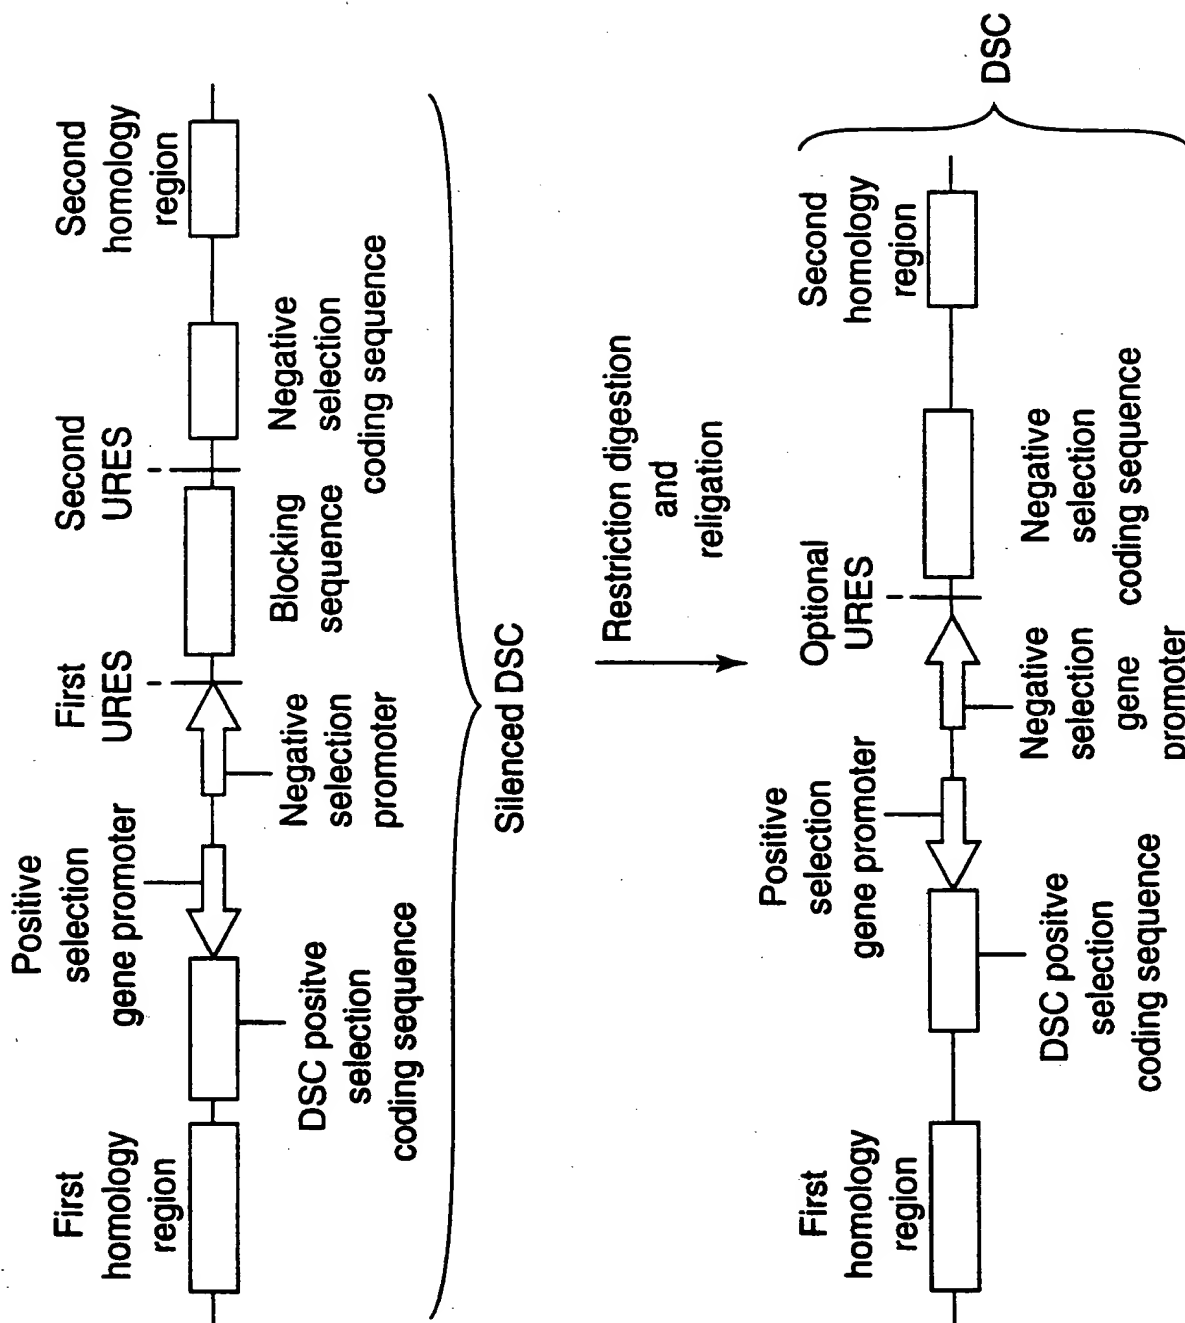 First
homology
region
DSC positve
selection
coding sequence
Positive
selection
gene promoter
Negative
selection
promoter
First
URES
Blocking
sequence
Second
URES
Negative
selection
coding sequence
Second
homology
region
Silenced DSC
Restriction digestion
and
religation
First
homology
region
DSC positve
selection
coding sequence
Positive
selection
gene promoter
Negative
selection
gene
promoter
Optional
URES
Negative
selection
coding sequence
Second
homology
region
DSC